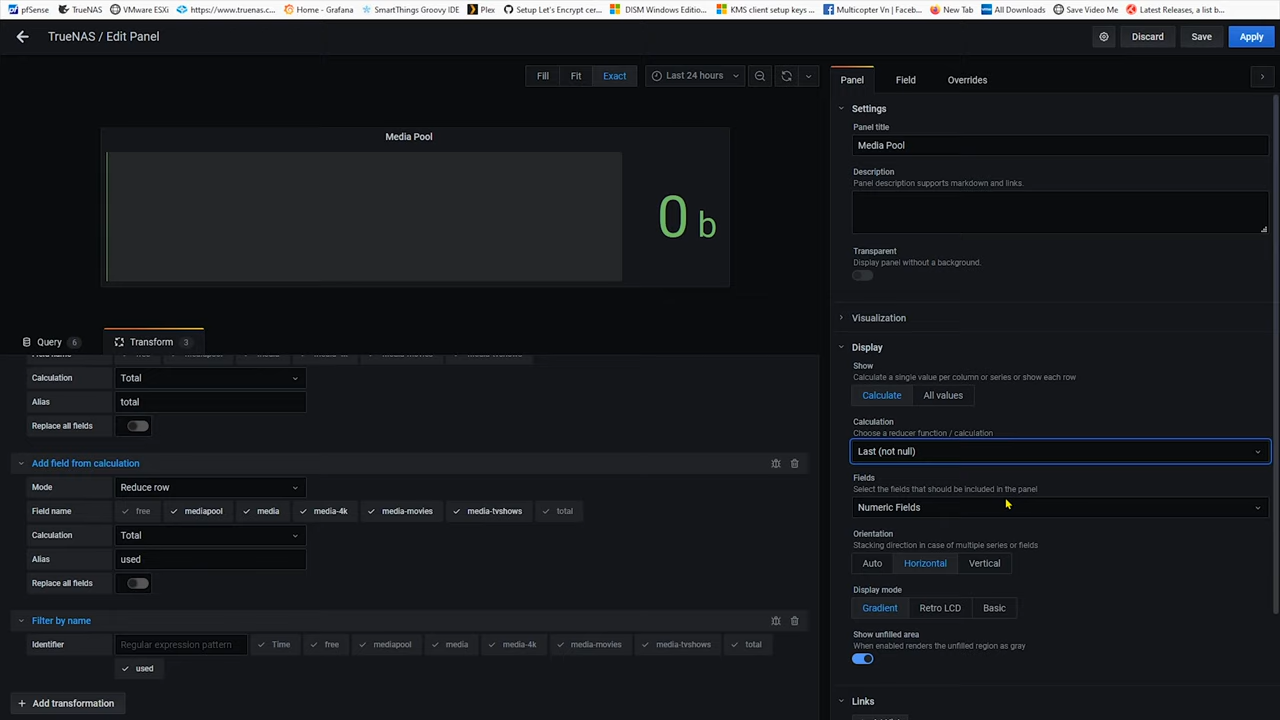 pfSense TrueNAS VMware ESXi https://www.truenas.c... Home - Grafana SmartThings Groovy IDE Plex Setup Let's Encrypt cer... DISM Windows Edition... KMS client setup keys ... Multicopter Vn | Faceb... New Tab All Downloads Save Video Me Latest Releases, a list b...
TrueNAS / Edit Panel
Discard Save Apply
Fill Fit Exact Last 24 hours
Media Pool
0 b
Query 6 Transform 3
Calculation Total
Alias total
Replace all fields
Add field from calculation
Mode Reduce row
Field name free mediapool media media-4k media-movies media-tvshows total
Calculation Total
Alias used
Replace all fields
Filter by name
Identifier Regular expression pattern Time free mediapool media media-4k media-movies media-tvshows total
used
+ Add transformation
Panel Field Overrides
Settings
Panel title
Media Pool
Description
Panel description supports markdown and links.
Transparent
Display panel without a background.
Visualization
Display
Show
Calculate a single value per column or series or show each row
Calculate All values
Calculation
Choose a reducer function / calculation
Last (not null)
Fields
Select the fields that should be included in the panel
Numeric Fields
Orientation
Stacking direction in case of multiple series or fields
Auto Horizontal Vertical
Display mode
Gradient Retro LCD Basic
Show unfilled area
When enabled renders the unfilled region as gray
Links